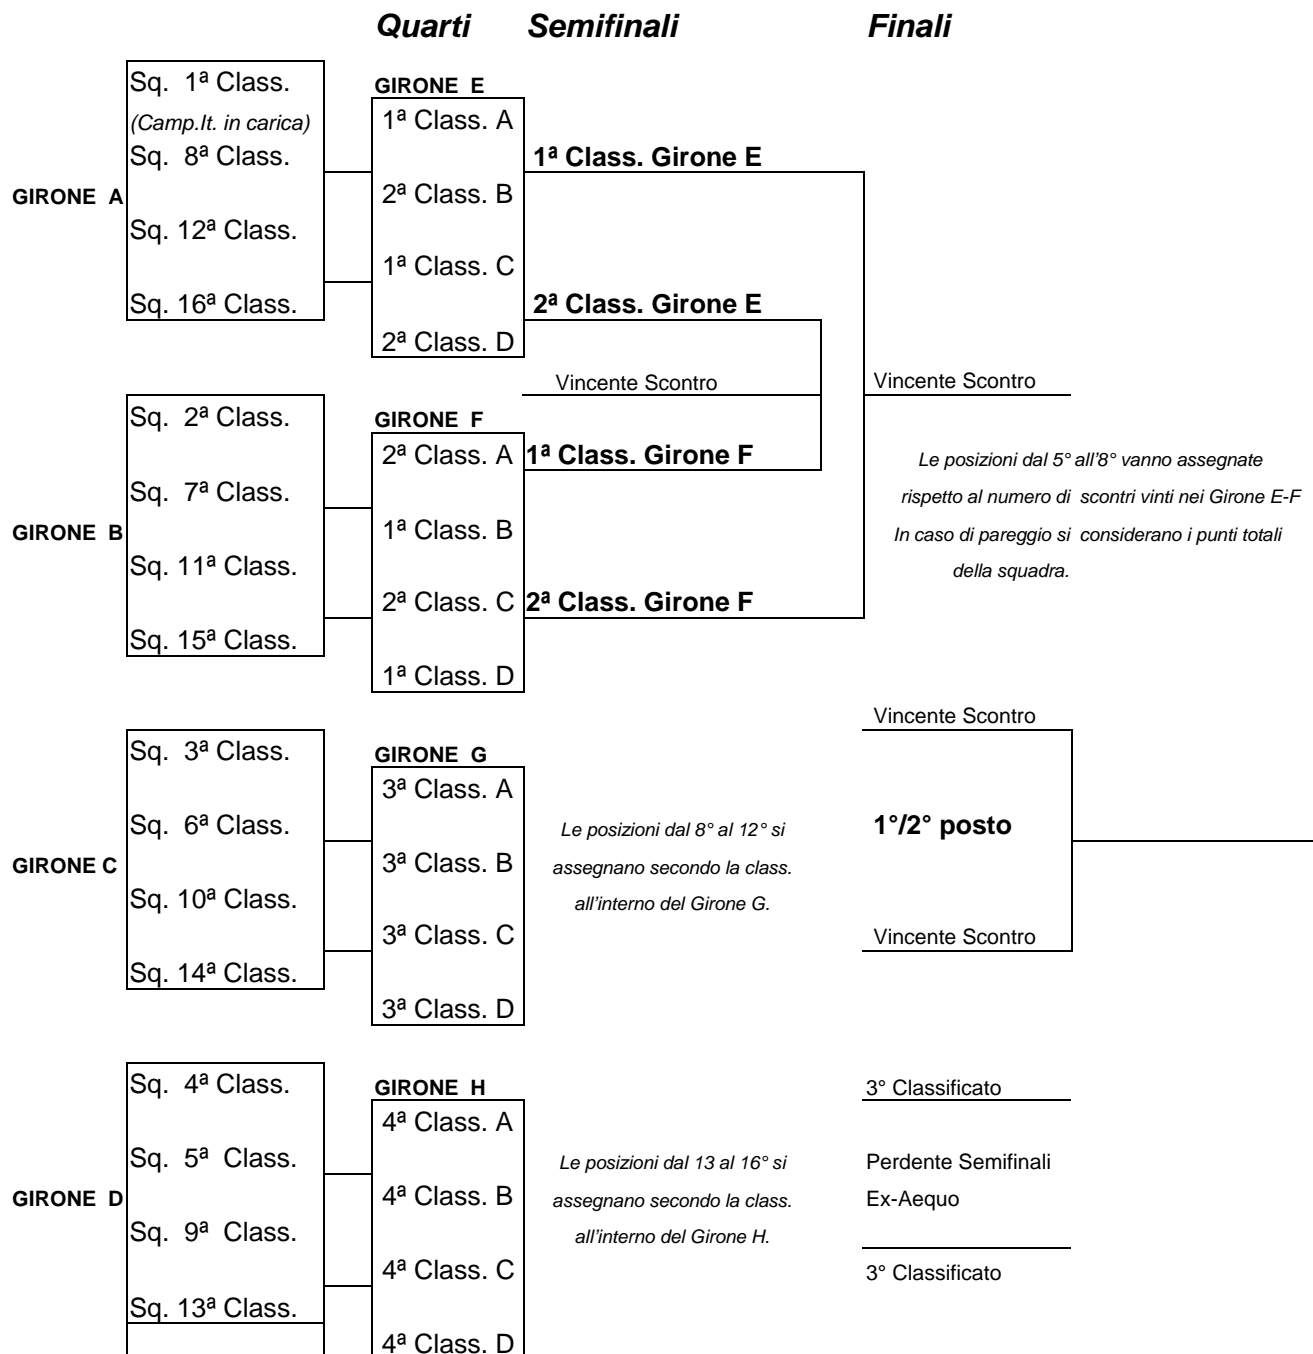 Quarti Semifinali Finali
GIRONE A
Sq. 1ª Class.
(Camp.It. in carica)
Sq. 8ª Class.
Sq. 12ª Class.
Sq. 16ª Class.
GIRONE E
1ª Class. A
2ª Class. B
1ª Class. C
2ª Class. D
1ª Class. Girone E
2ª Class. Girone E
Vincente Scontro
Vincente Scontro
GIRONE B
Sq. 2ª Class.
Sq. 7ª Class.
Sq. 11ª Class.
Sq. 15ª Class.
GIRONE F
2ª Class. A
1ª Class. B
2ª Class. C
1ª Class. D
1ª Class. Girone F
2ª Class. Girone F
Le posizioni dal 5° all'8° vanno assegnate
rispetto al numero di scontri vinti nei Girone E-F
In caso di pareggio si considerano i punti totali
della squadra.
GIRONE C
Sq. 3ª Class.
Sq. 6ª Class.
Sq. 10ª Class.
Sq. 14ª Class.
GIRONE G
3ª Class. A
3ª Class. B
3ª Class. C
3ª Class. D
Le posizioni dal 8° al 12° si
assegnano secondo la class.
all'interno del Girone G.
Vincente Scontro
1°/2° posto
Vincente Scontro
GIRONE D
Sq. 4ª Class.
Sq. 5ª Class.
Sq. 9ª Class.
Sq. 13ª Class.
GIRONE H
4ª Class. A
4ª Class. B
4ª Class. C
4ª Class. D
Le posizioni dal 13 al 16° si
assegnano secondo la class.
all'interno del Girone H.
3° Classificato
Perdente Semifinali
Ex-Aequo
3° Classificato